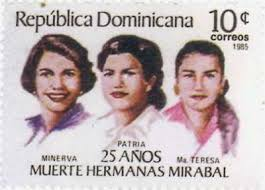 República Dominicana 10¢
correos
1985
MINERVA PATRIA Ma. TERESA
25 AÑOS
MUERTE HERMANAS MIRABAL